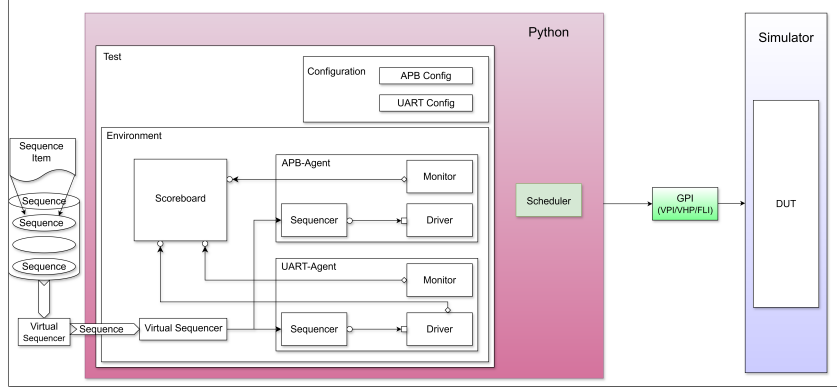 Python
Simulator
Test
Configuration
APB Config
UART Config
Environment
Sequence
Item
Sequence
Sequence
Sequence
Scoreboard
APB-Agent
Monitor
Sequencer
Driver
UART-Agent
Monitor
Sequencer
Driver
Virtual
Sequencer
Sequence
Virtual Sequencer
Scheduler
GPI
(VPI/VHP/FLI)
DUT